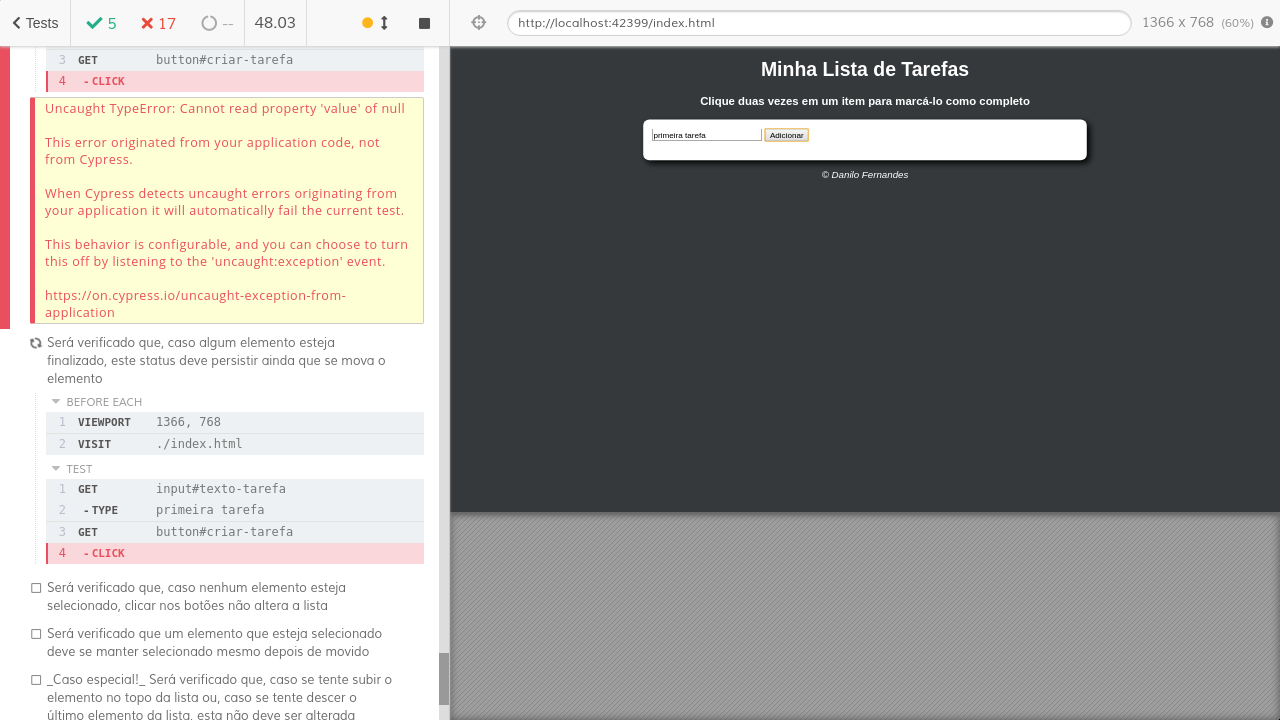 Tests 5 17 -- 48.03
http://localhost:42399/index.html 1366 x 768 (60%)
3 GET button#criar-tarefa
4 -CLICK
Uncaught TypeError: Cannot read property 'value' of null
This error originated from your application code, not
from Cypress.
When Cypress detects uncaught errors originating from
your application it will automatically fail the current test.
This behavior is configurable, and you can choose to turn
this off by listening to the 'uncaught:exception' event.
https://on.cypress.io/uncaught-exception-from-
application
Será verificado que, caso algum elemento esteja
finalizado, este status deve persistir ainda que se mova o
elemento
BEFORE EACH
1 VIEWPORT 1366, 768
2 VISIT ./index.html
TEST
1 GET input#texto-tarefa
2 -TYPE primeira tarefa
3 GET button#criar-tarefa
4 -CLICK
Será verificado que, caso nenhum elemento esteja
selecionado, clicar nos botões não altera a lista
Será verificado que um elemento que esteja selecionado
deve se manter selecionado mesmo depois de movido
_Caso especial!_ Será verificado que, caso se tente subir o
elemento no topo da lista ou, caso se tente descer o
último elemento da lista, esta não deve ser alterada
Minha Lista de Tarefas
Clique duas vezes em um item para marcá-lo como completo
primeira tarefa Adicionar
© Danilo Fernandes